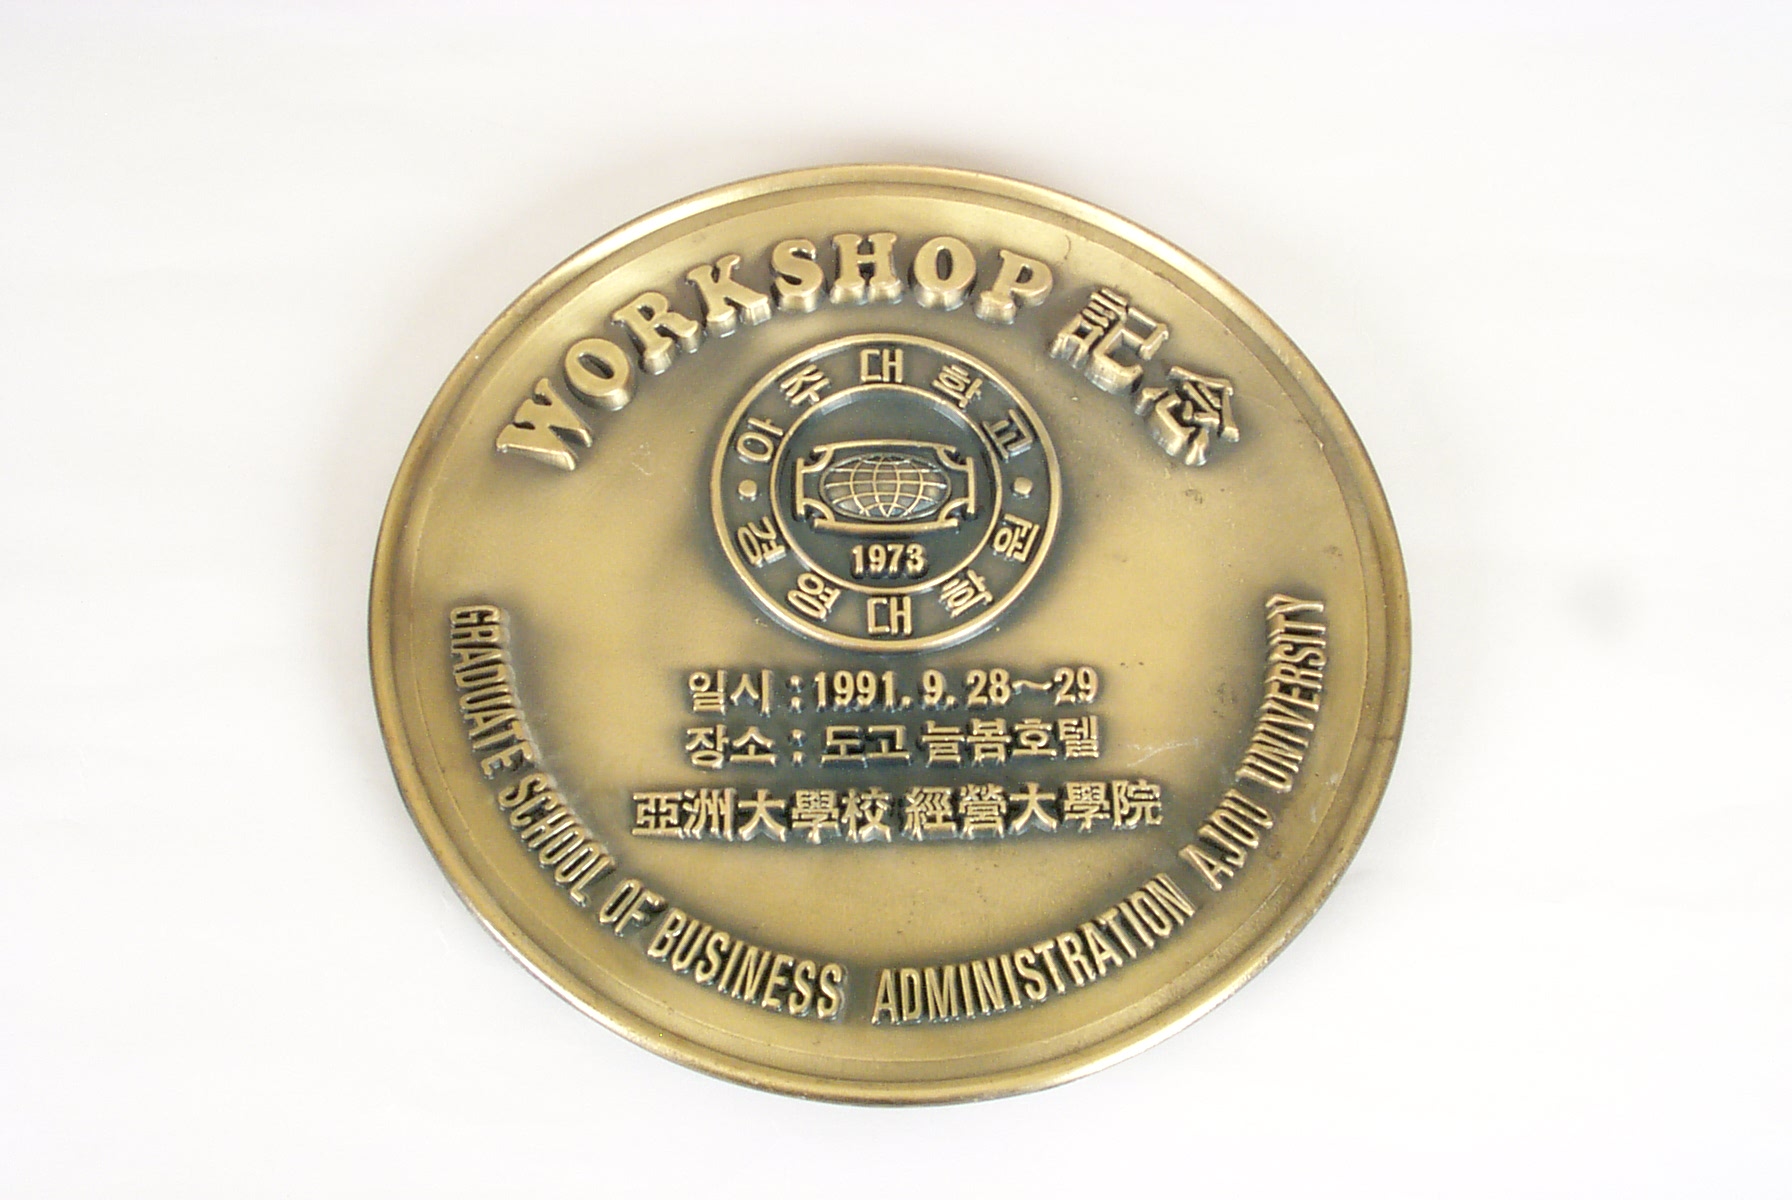 WORKSHOP 記念
아주대학교
1973
경영대학원
일시 : 1991. 9. 28~29
장소 : 도고 늘봄호텔
亞洲大學校 經營大學院
GRADUATE SCHOOL OF BUSINESS ADMINISTRATION AJOU UNIVERSITY